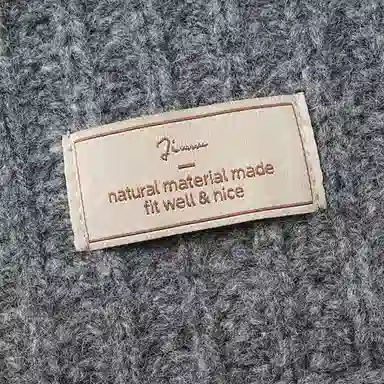 natural material made
fit well & nice